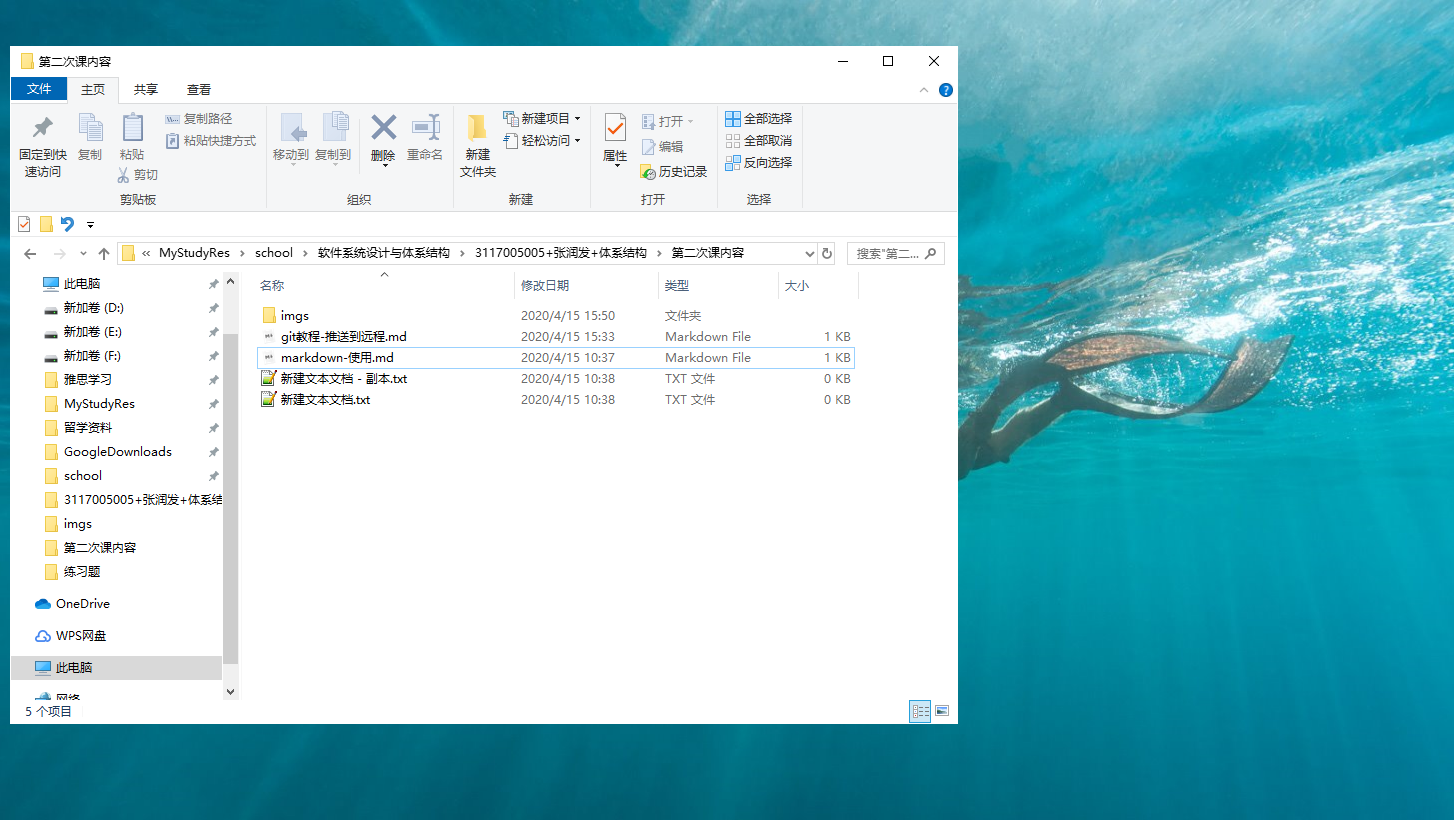 第二次课内容
文件 主页 共享 查看
固定到快速访问
复制
粘贴
复制路径
粘贴快捷方式
剪切
剪贴板
移动到
复制到
删除
重命名
组织
新建文件夹
新建项目
轻松访问
新建
属性
打开
编辑
历史记录
打开
全部选择
全部取消
反向选择
选择
« MyStudyRes › school › 软件系统设计与体系结构 › 3117005005+张润发+体系结构 › 第二次课内容
搜索"第二...
此电脑
新加卷 (D:)
新加卷 (E:)
新加卷 (F:)
雅思学习
MyStudyRes
留学资料
GoogleDownloads
school
3117005005+张润发+体系结
imgs
第二次课内容
练习题
OneDrive
WPS网盘
此电脑
网络
名称 修改日期 类型 大小
imgs 2020/4/15 15:50 文件夹
git教程-推送到远程.md 2020/4/15 15:33 Markdown File 1 KB
markdown-使用.md 2020/4/15 10:37 Markdown File 1 KB
新建文本文档 - 副本.txt 2020/4/15 10:38 TXT 文件 0 KB
新建文本文档.txt 2020/4/15 10:38 TXT 文件 0 KB
5 个项目